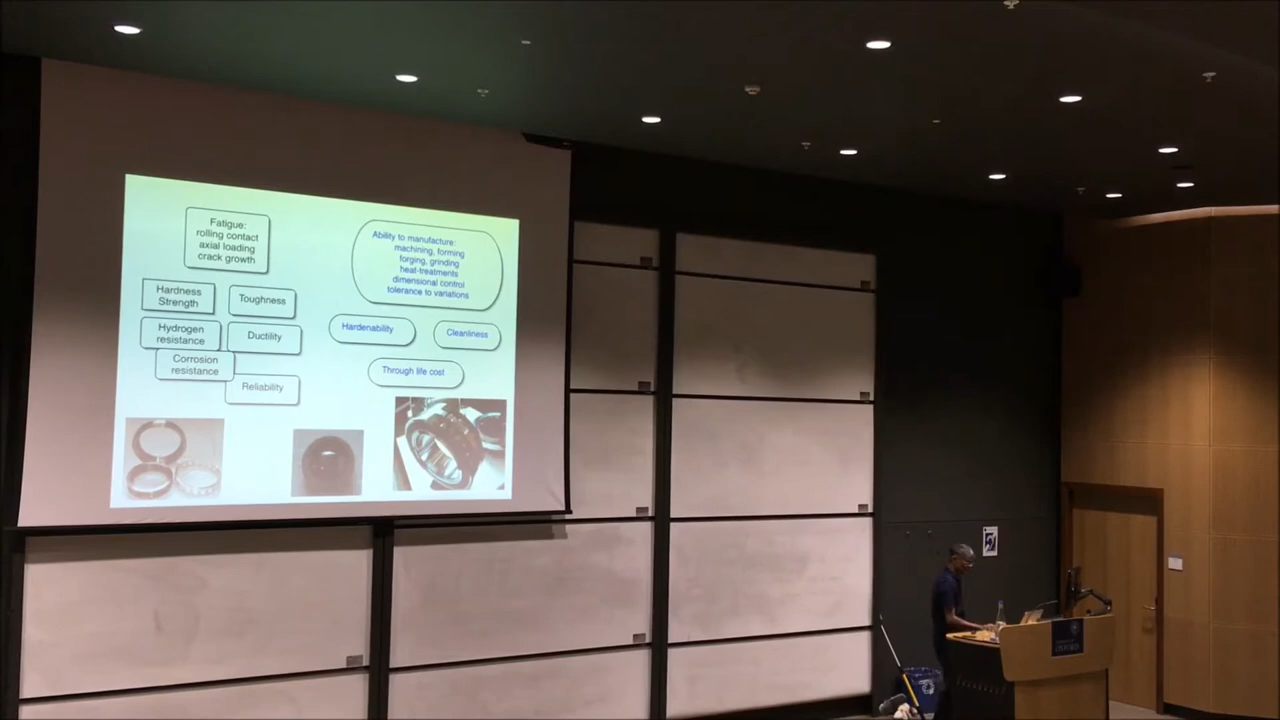 Fatigue:
rolling contact
axial loading
crack growth
Hardness
Strength
Toughness
Hydrogen
resistance
Ductility
Corrosion
resistance
Reliability
Ability to manufacture:
machining, forming
forging, grinding
heat-treatments
dimensional control
tolerance to variations
Hardenability
Cleanliness
Through life cost